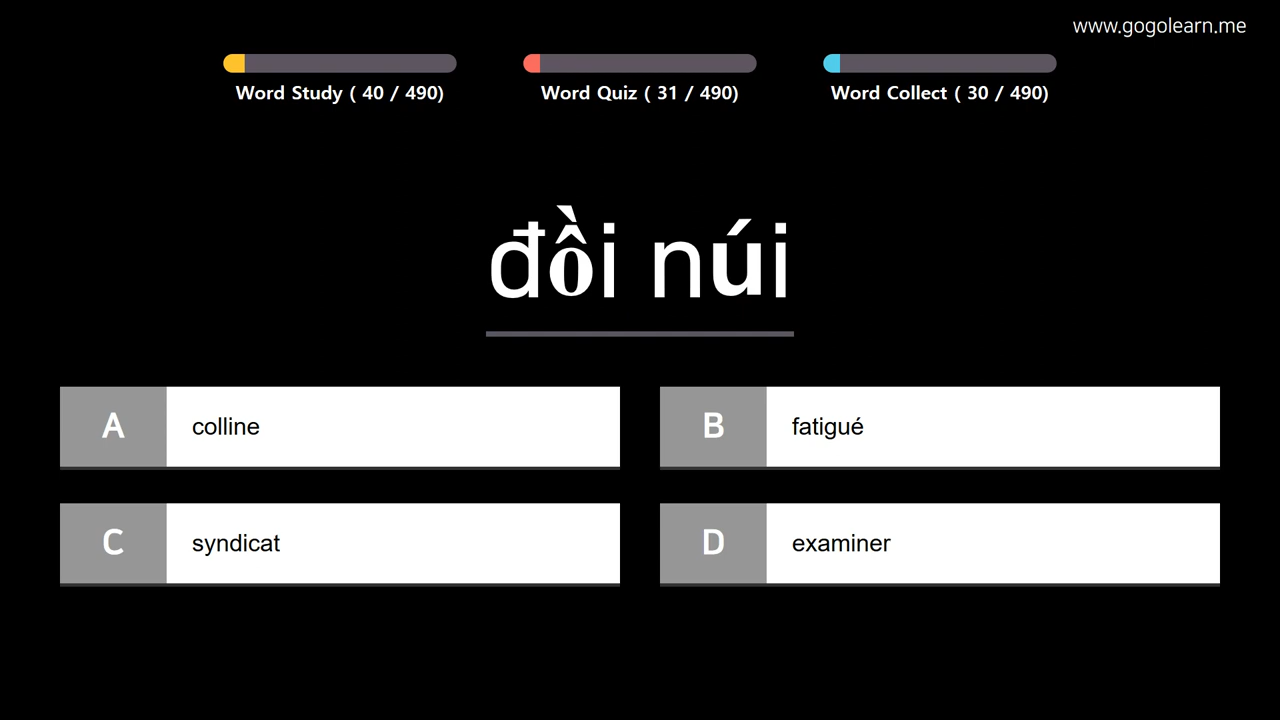 www.gogolearn.me
Word Study ( 40 / 490)
Word Quiz ( 31 / 490)
Word Collect ( 30 / 490)
đồi núi
A colline
B fatigué
C syndicat
D examiner